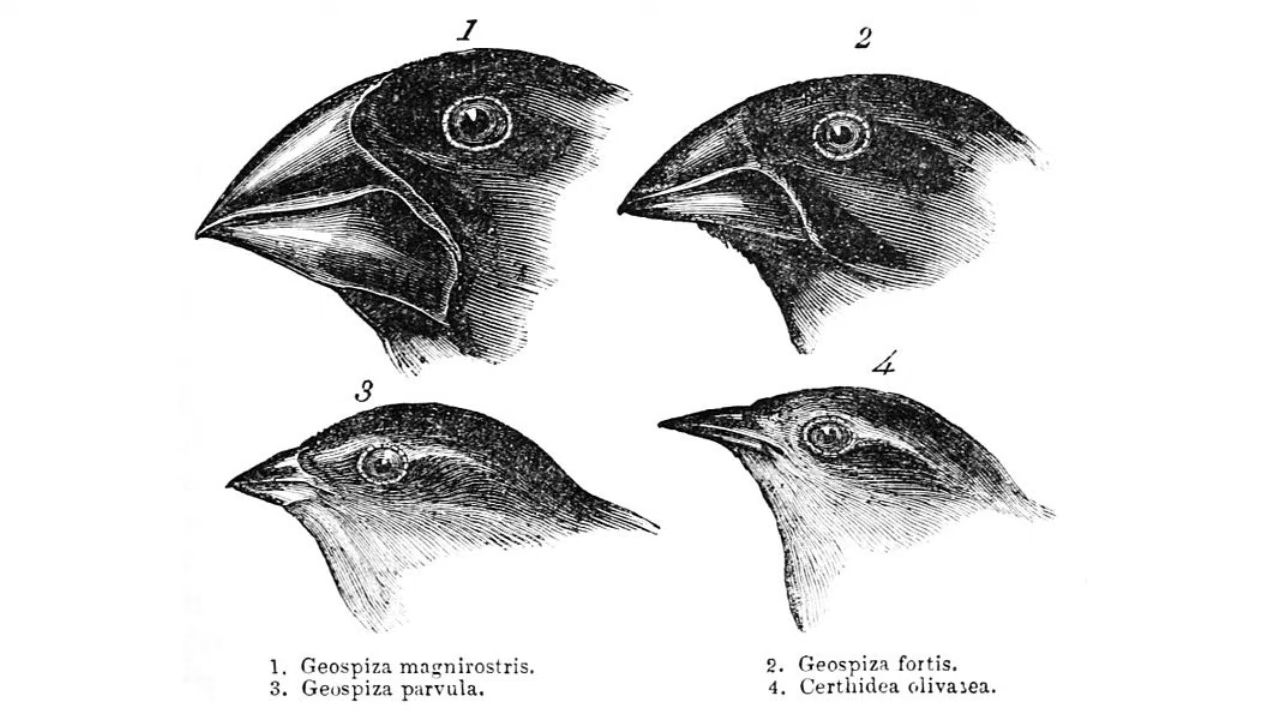 1
2
3
4
1. Geospiza magnirostris.
2. Geospiza fortis.
3. Geospiza parvula.
4. Certhidea olivasea.